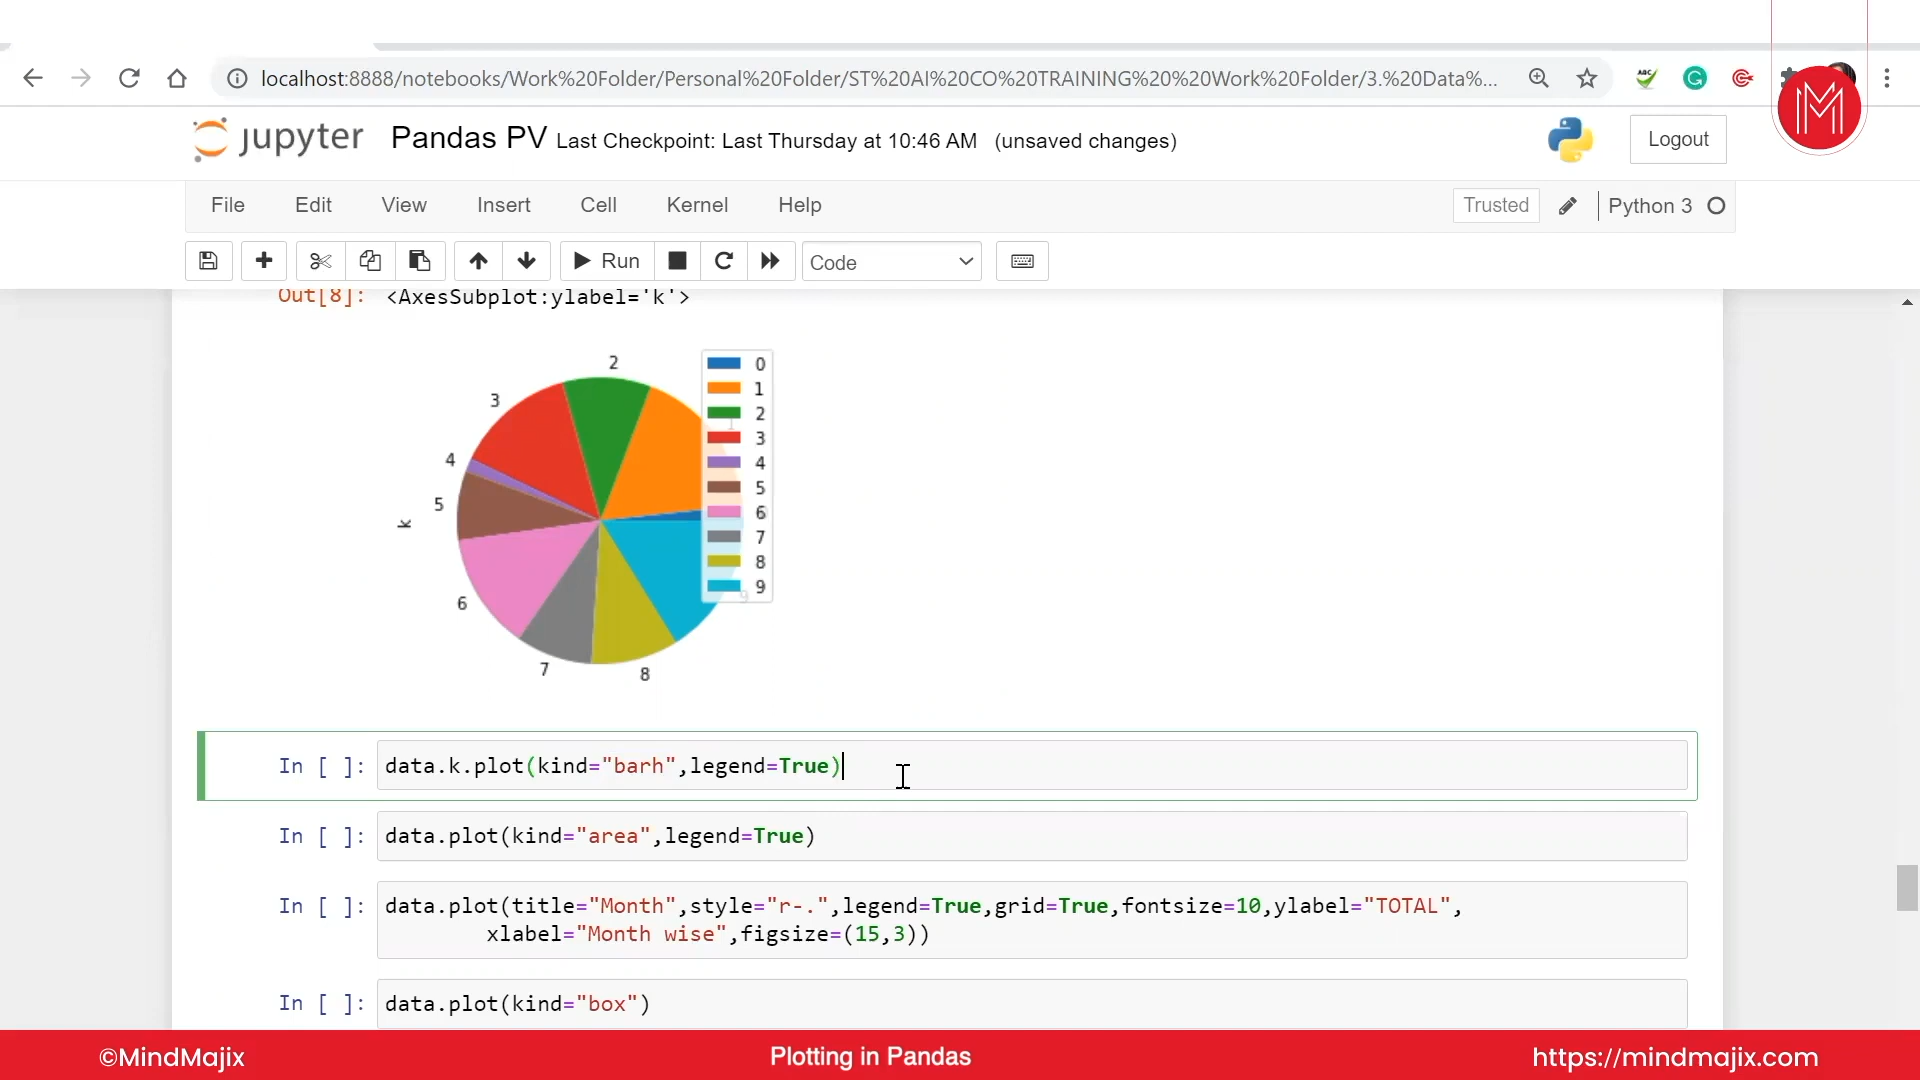 localhost:8888/notebooks/Work%20Folder/Personal%20Folder/ST%20AI%20CO%20TRAINING%20%20Work%20Folder/3.%20Data%...
ABC
G
M
jupyter Pandas PV Last Checkpoint: Last Thursday at 10:46 AM (unsaved changes)
Logout
File Edit View Insert Cell Kernel Help
Trusted
Python 3
Run
Code
Out[8]: <AxesSubplot:ylabel='k'>
2
3
4
5
k
6
7
8
1
9
0
1
2
3
4
5
6
7
8
9
In [ ]: data.k.plot(kind="barh",legend=True)
In [ ]: data.plot(kind="area",legend=True)
In [ ]: data.plot(title="Month",style="r-.",legend=True,grid=True,fontsize=10,ylabel="TOTAL",
xlabel="Month wise",figsize=(15,3))
In [ ]: data.plot(kind="box")
©MindMajix
Plotting in Pandas
https://mindmajix.com